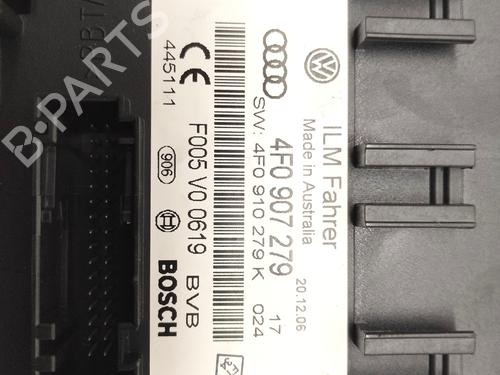 ILM Fahrer
Made in Australia
20.12.06
4F0 907 279
17
SW: 4F0 910 279 K 024
F005 V0 0619 BVB
445111
CE
906
BOSCH
B-PARTS